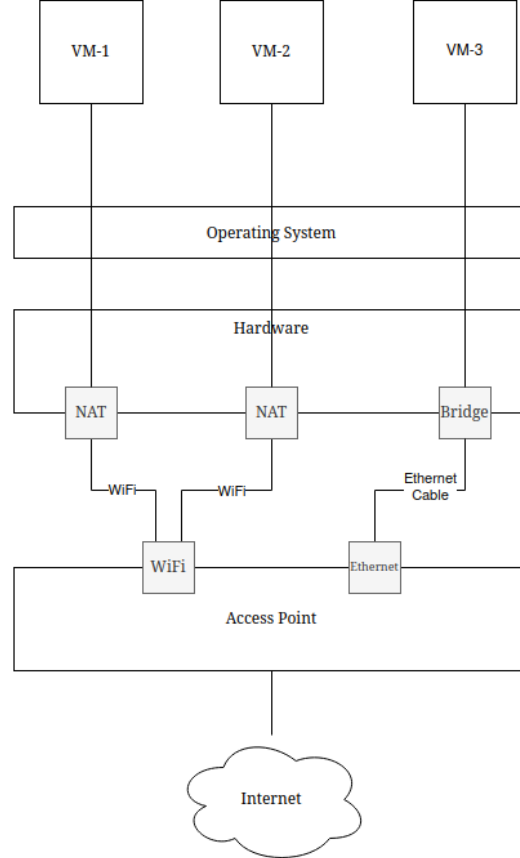 VM-1
VM-2
VM-3
Operating System
Hardware
NAT
NAT
Bridge
WiFi
WiFi
Ethernet
Cable
WiFi
Ethernet
Access Point
Internet